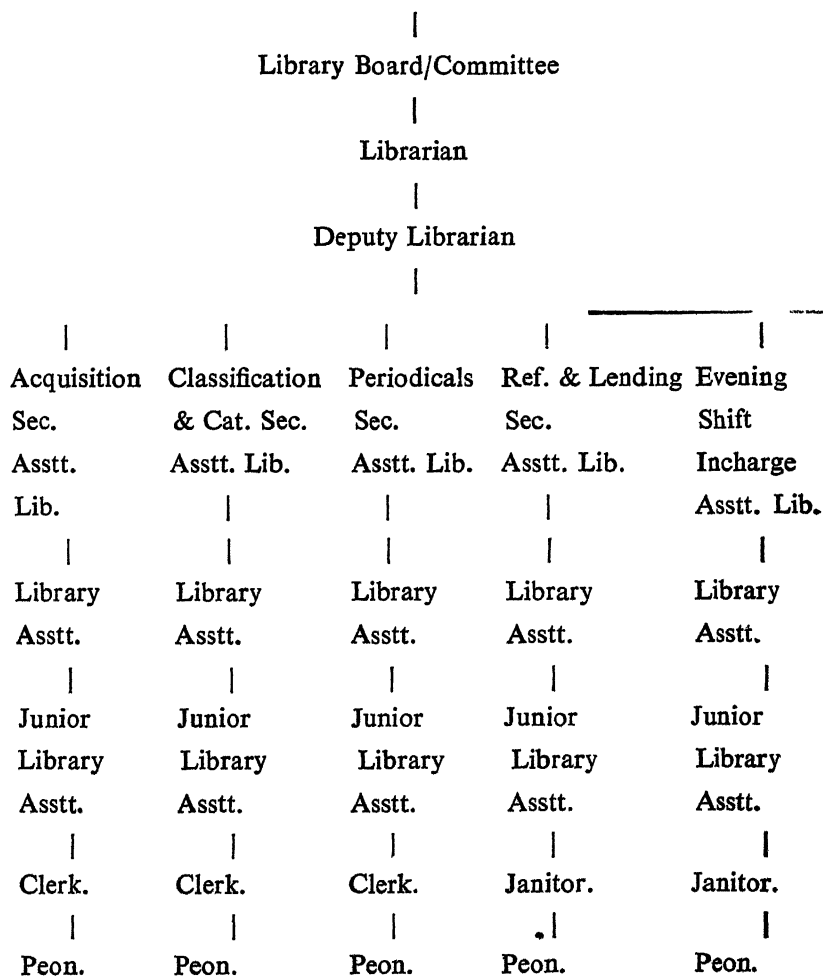 Library Board/Committee
Librarian
Deputy Librarian
Acquisition Classification Periodicals Ref. & Lending Evening
Sec. & Cat. Sec. Sec. Sec. Shift
Asstt. Asstt. Lib. Asstt. Lib. Asstt. Lib. Incharge
Lib. Asstt. Lib.
Library Library Library Library Library
Asstt. Asstt. Asstt. Asstt. Asstt.
Junior Junior Junior Junior Junior
Library Library Library Library Library
Asstt. Asstt. Asstt. Asstt. Asstt.
Clerk. Clerk. Clerk. Janitor. Janitor.
Peon. Peon. Peon. Peon. Peon.